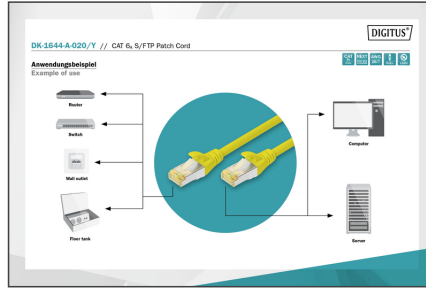 DIGITUS®
DK-1644-A-020/Y // CAT 6A S/FTP Patch Cord
Anwendungsbeispiel
Example of use
Router
Switch
Wall outlet
Floor tank
Computer
Server